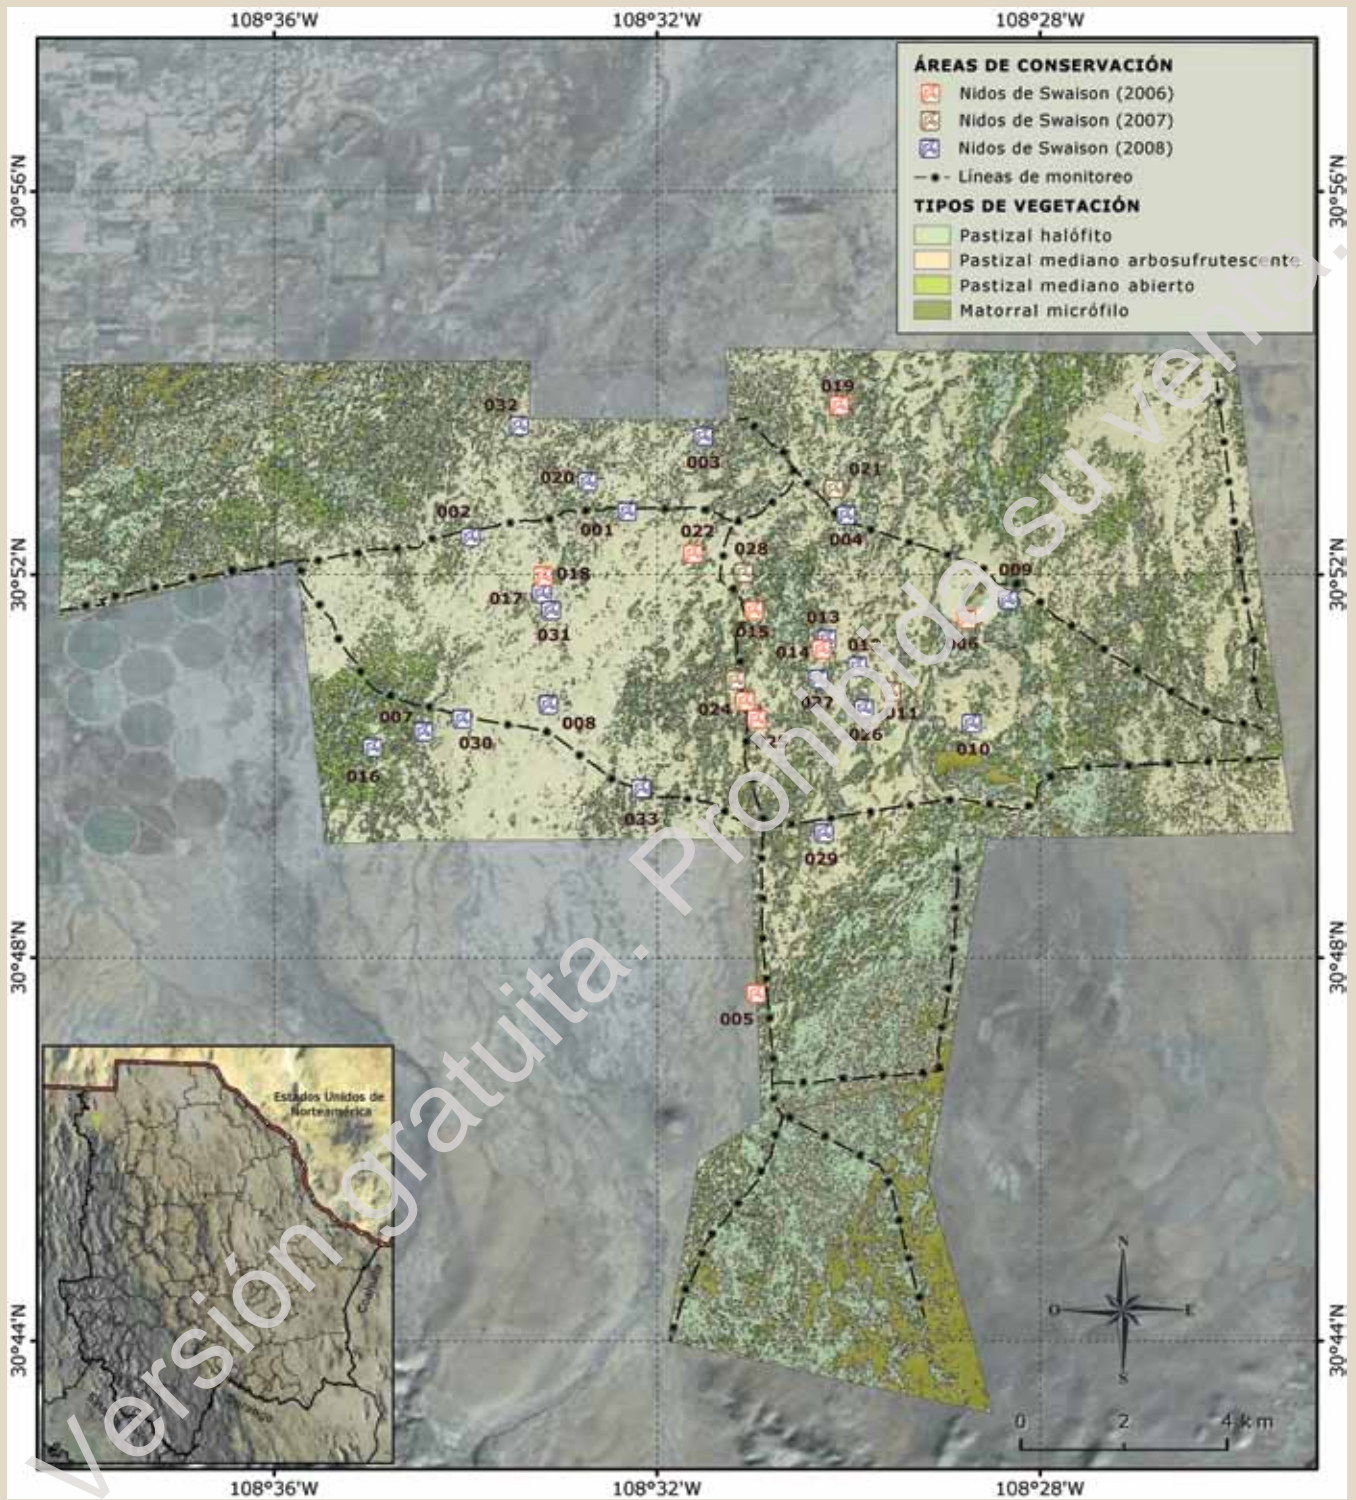 108°36'W 108°32'W 108°28'W
ÁREAS DE CONSERVACIÓN
Nidos de Swaison (2006)
Nidos de Swaison (2007)
Nidos de Swaison (2008)
Líneas de monitoreo
TIPOS DE VEGETACIÓN
Pastizal halófito
Pastizal mediano arbosufrutescente
Pastizal mediano abierto
Matorral micrófilo
30°56'N 30°56'N
019
032
003
021
020
002
001
022
004
028
009
30°52'N 30°52'N
018
017
031
015
013
014
024
011
007
030
008
026
010
016
033
029
30°48'N 30°48'N
005
Estados Unidos de
Norteamérica
Coahuila
N
O E
S
30°44'N 30°44'N
0 2 4 km
108°36'W 108°32'W 108°28'W
Versión gratuita. Prohibida su venta.